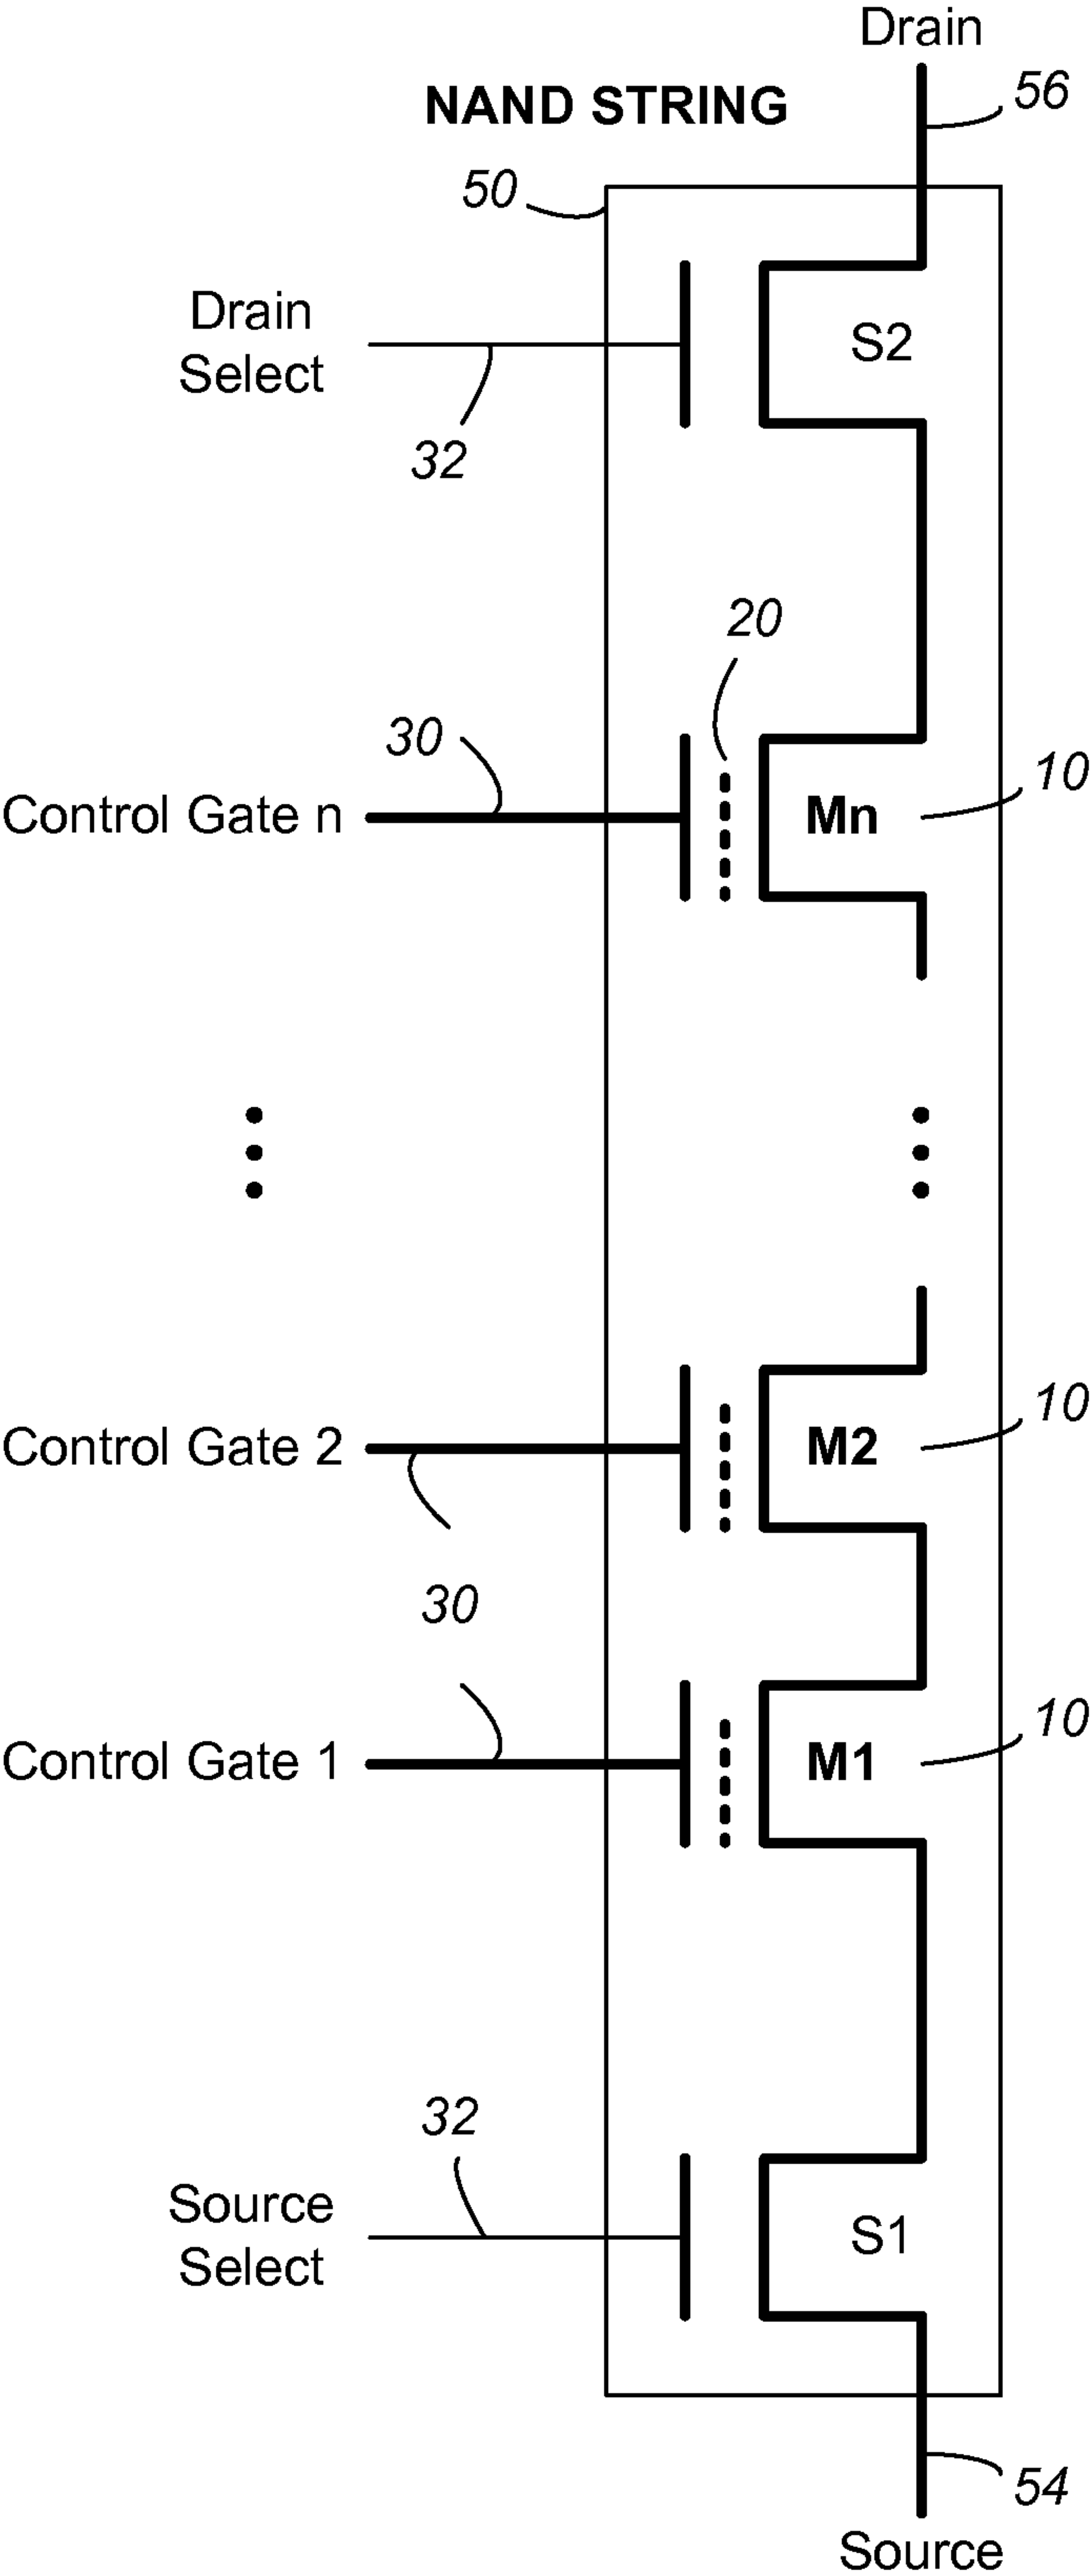 Drain
56
NAND STRING
50
Drain
Select
S2
32
20
30
10
Control Gate n
Mn
10
Control Gate 2
M2
30
10
Control Gate 1
M1
32
Source
Select
S1
54
Source